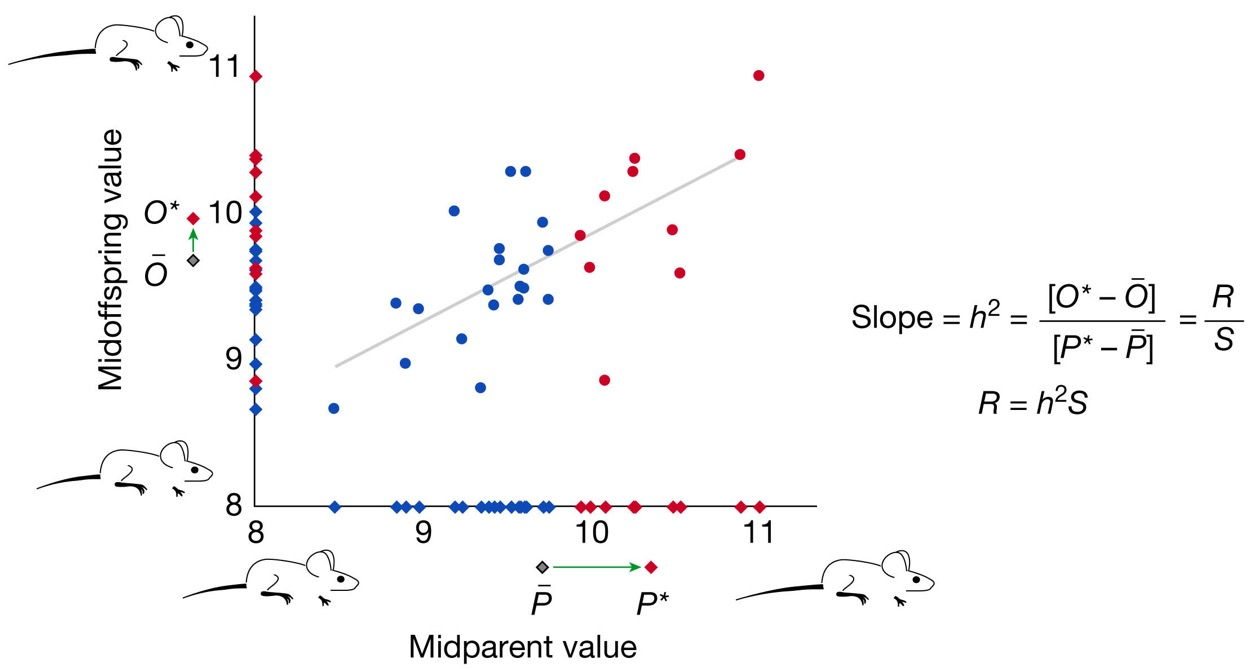 11
Midoffspring value
O*
10
Ō
9
8
8 9 10 11
P̄ P*
Midparent value
Slope = h² = [O* – Ō] / [P* – P̄] = R / S
R = h²S